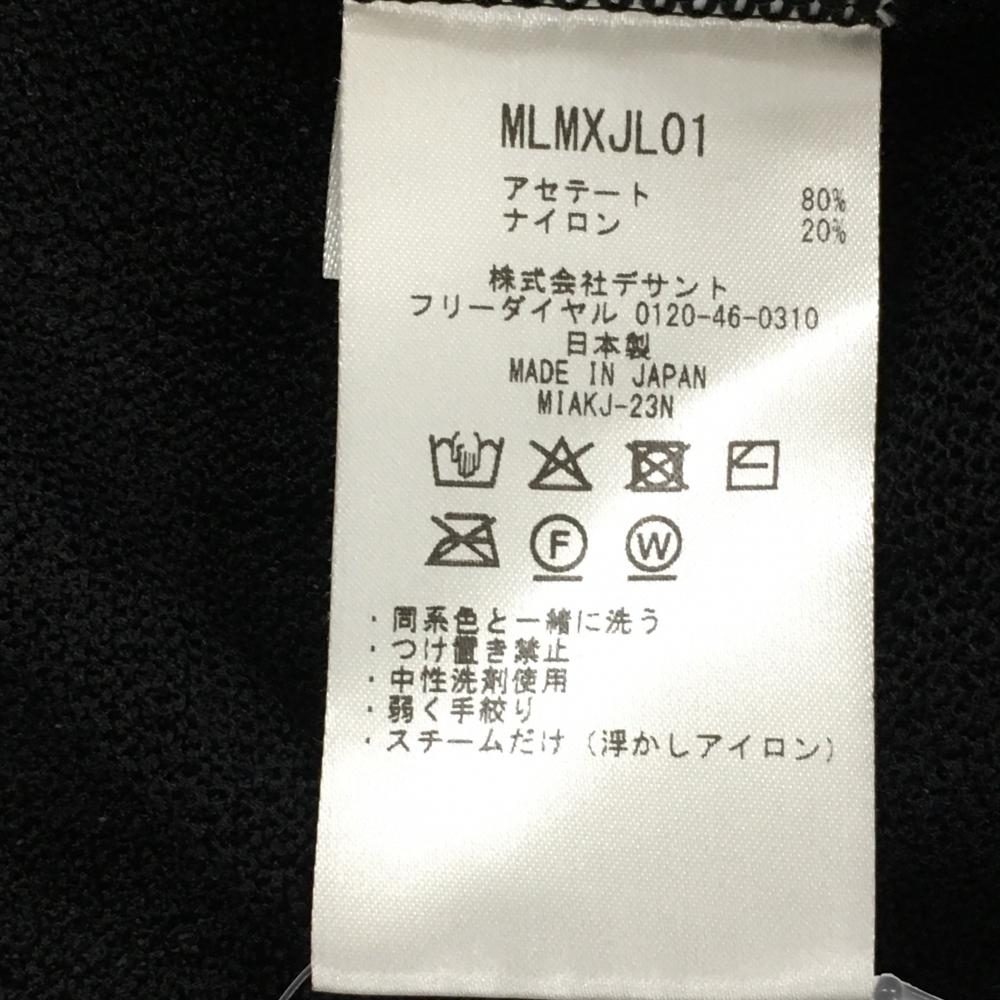 MLMXJL01
アセテート 80%
ナイロン 20%
株式会社デサント
フリーダイヤル 0120-46-0310
日本製
MADE IN JAPAN
MIAKJ-23N
F W
・同系色と一緒に洗う
・つけ置き禁止
・中性洗剤使用
・弱く手絞り
・スチームだけ(浮かしアイロン)